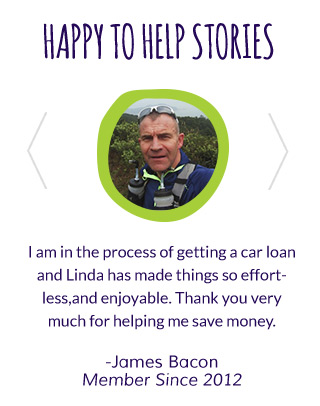 HAPPY TO HELP STORIES
I am in the process of getting a car loan
and Linda has made things so effort-
less,and enjoyable. Thank you very
much for helping me save money.
-James Bacon
Member Since 2012